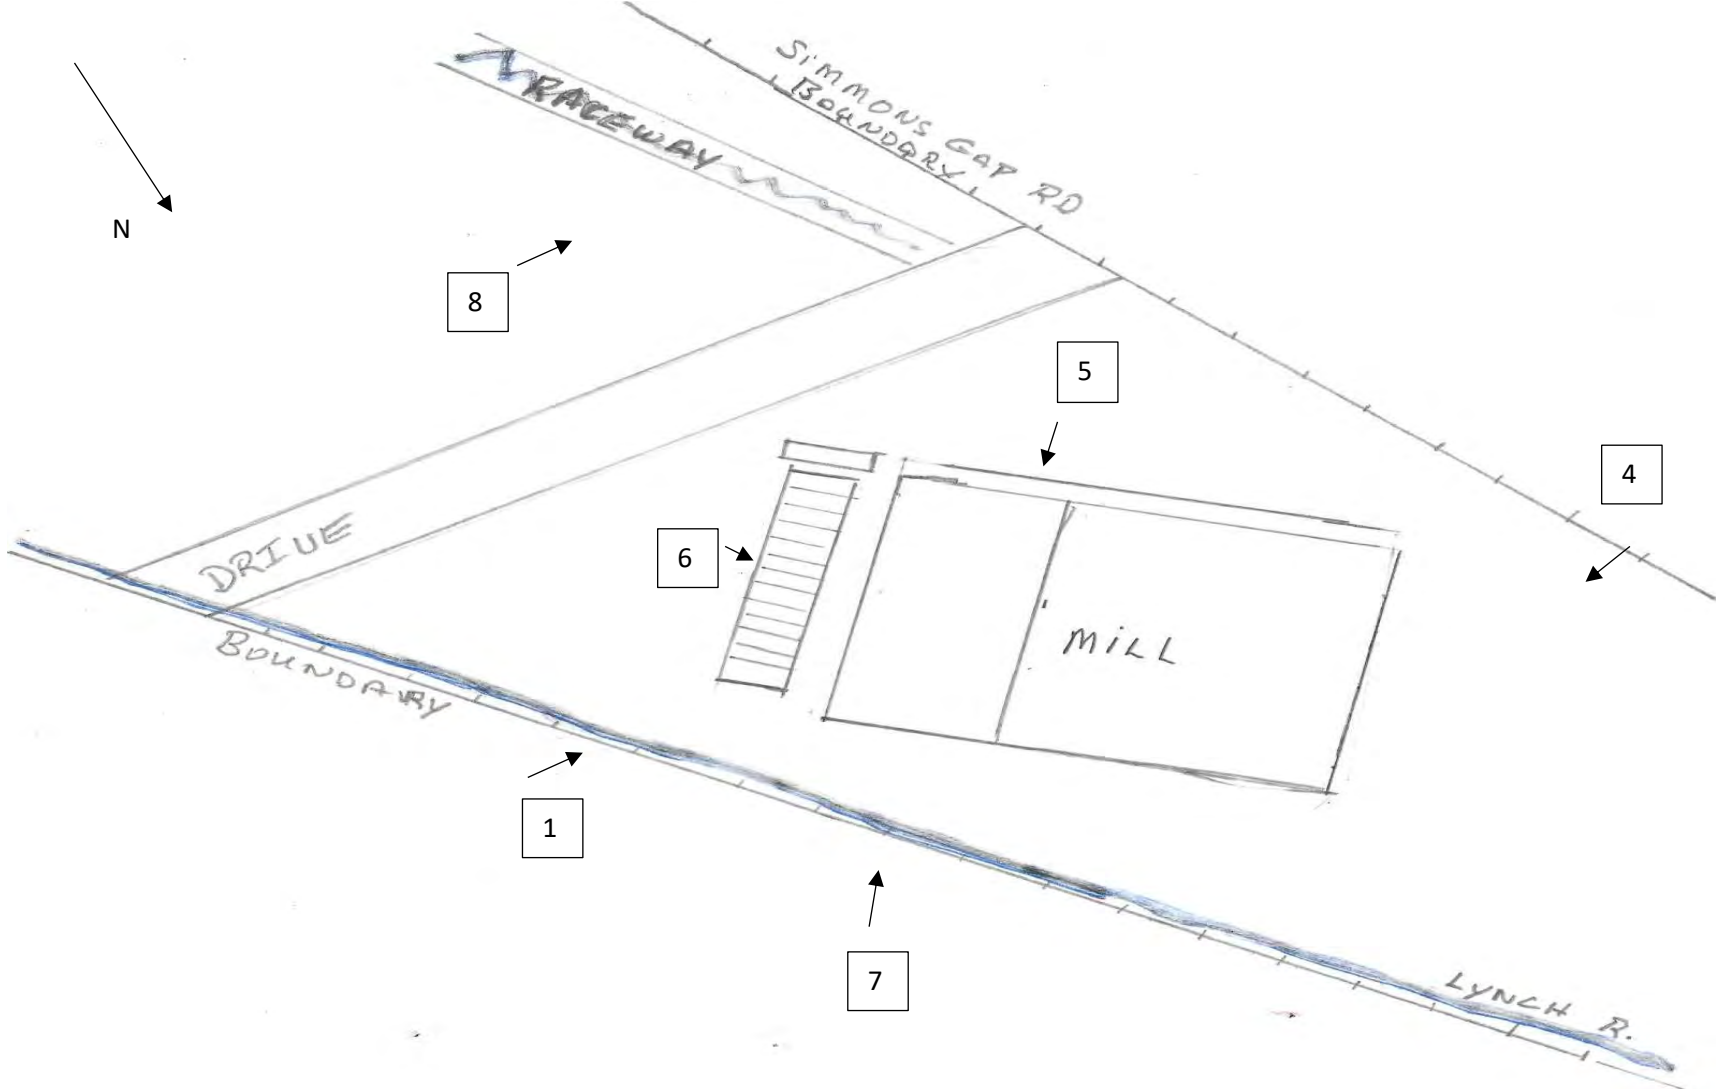 SIMMONS GAP RD
BOUNDARY
RACEWAY
N
8
5
4
6
DRIVE
MILL
BOUNDARY
1
7
LYNCH R.